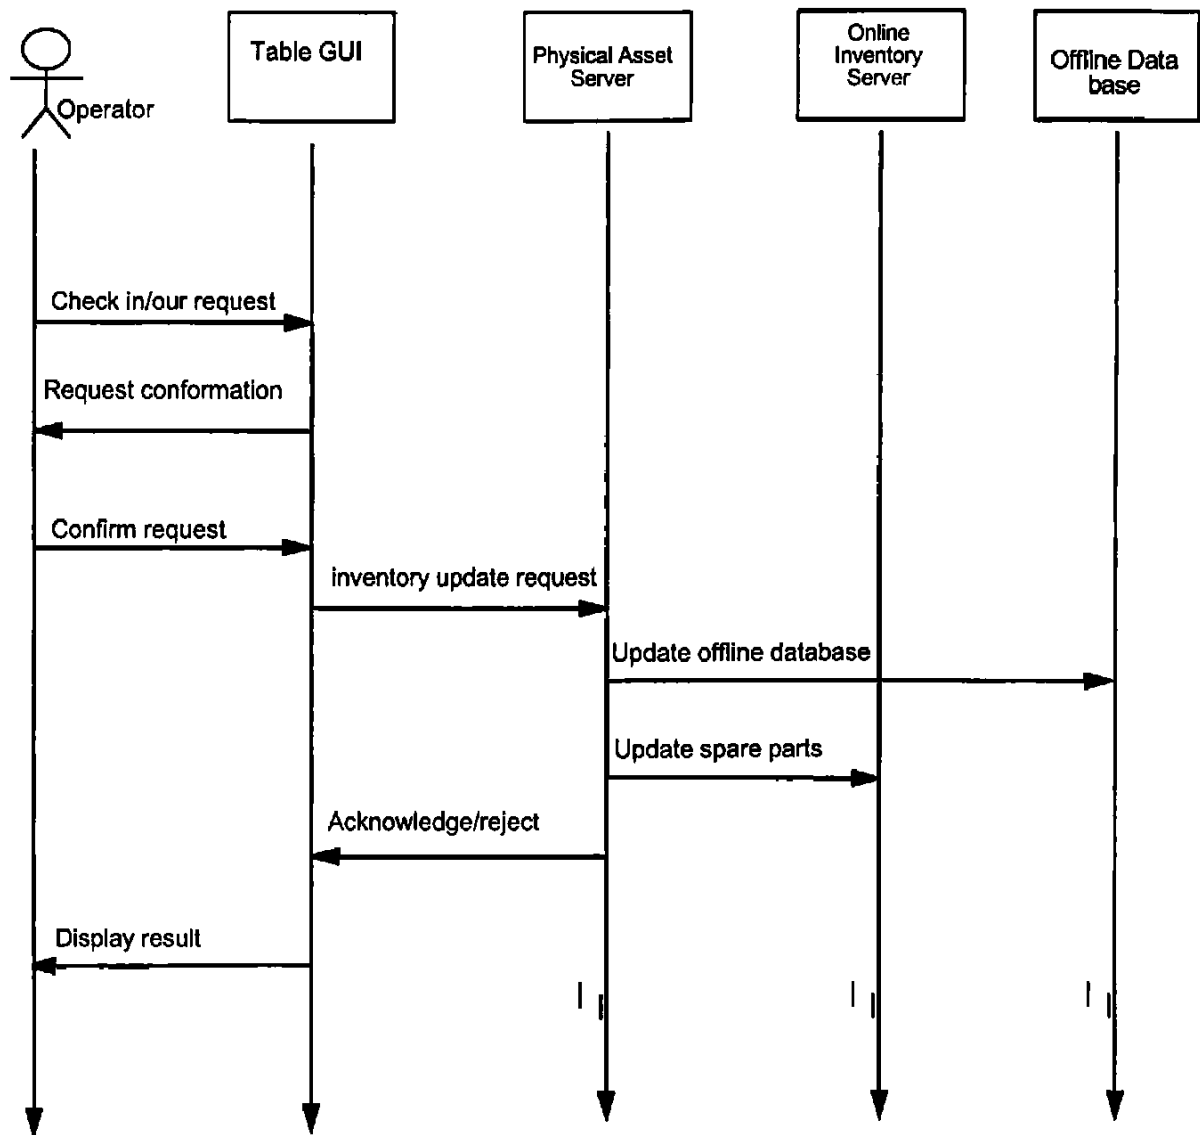 Operator
Table GUI
Physical Asset
Server
Online
Inventory
Server
Offline Data
base
Check in/our request
Request conformation
Confirm request
inventory update request
Update offline database
Update spare parts
Acknowledge/reject
Display result